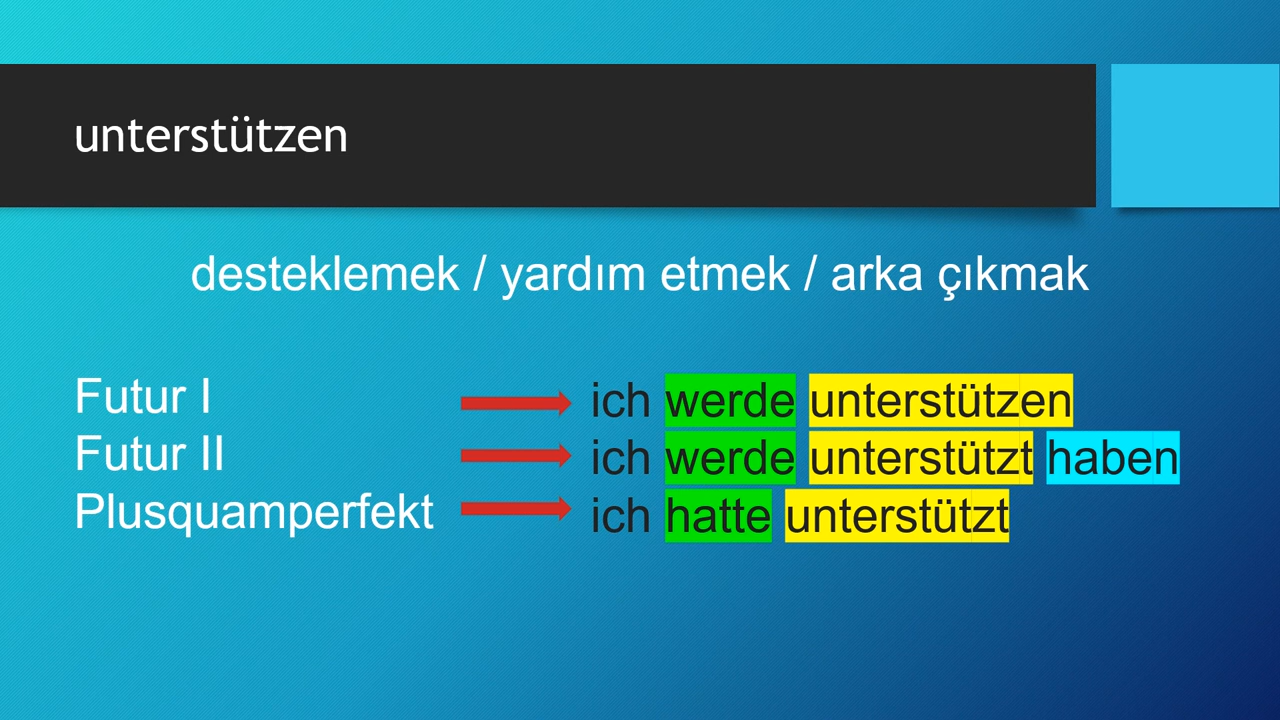 unterstützen
desteklemek / yardım etmek / arka çıkmak
Futur I ich werde unterstützen
Futur II ich werde unterstützt haben
Plusquamperfekt ich hatte unterstützt